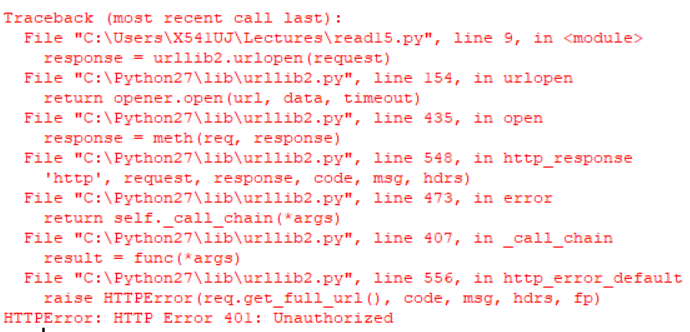 Traceback (most recent call last):
  File "C:\Users\X541UJ\Lectures\read15.py", line 9, in <module>
    response = urllib2.urlopen(request)
  File "C:\Python27\lib\urllib2.py", line 154, in urlopen
    return opener.open(url, data, timeout)
  File "C:\Python27\lib\urllib2.py", line 435, in open
    response = meth(req, response)
  File "C:\Python27\lib\urllib2.py", line 548, in http_response
    'http', request, response, code, msg, hdrs)
  File "C:\Python27\lib\urllib2.py", line 473, in error
    return self._call_chain(*args)
  File "C:\Python27\lib\urllib2.py", line 407, in _call_chain
    result = func(*args)
  File "C:\Python27\lib\urllib2.py", line 556, in http_error_default
    raise HTTPError(req.get_full_url(), code, msg, hdrs, fp)
HTTPError: HTTP Error 401: Unauthorized